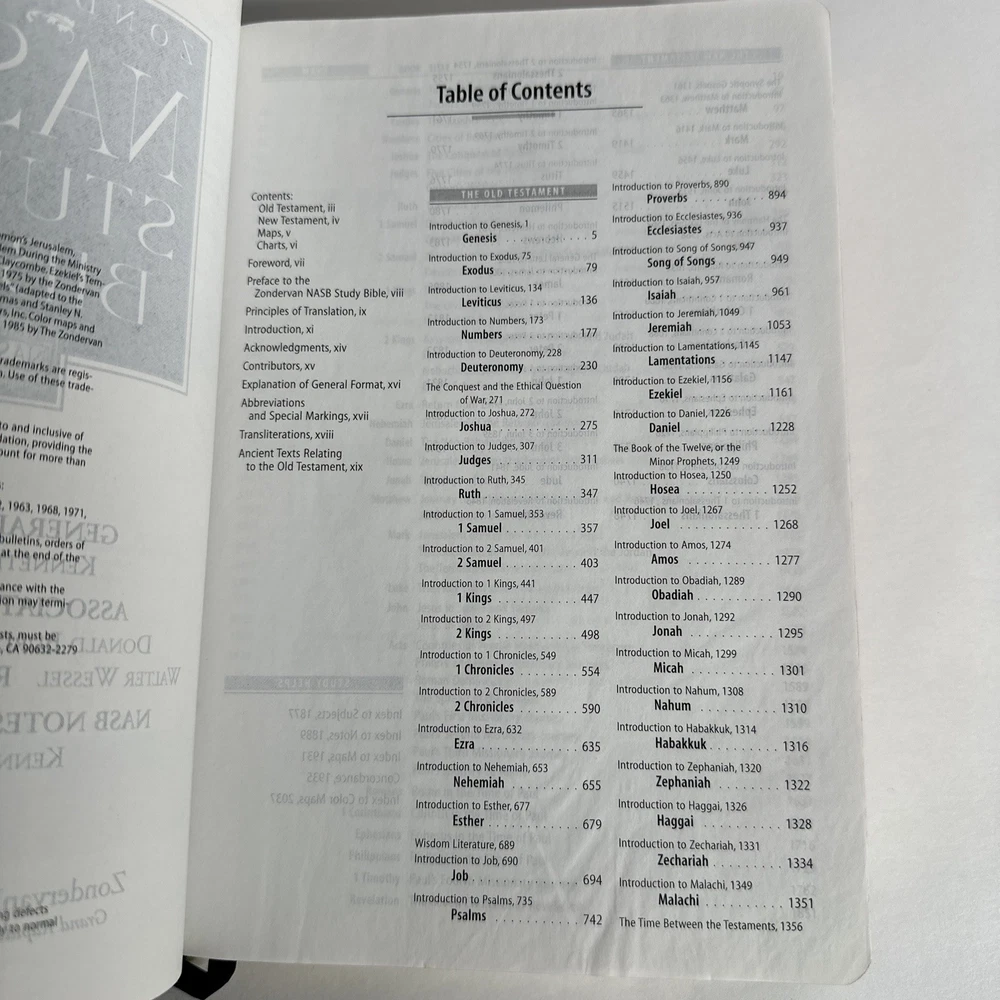 Table of Contents
Contents:
Old Testament, iii
New Testament, iv
Maps, v
Charts, vi
Foreword, vii
Preface to the
Zondervan NASB Study Bible, viii
Principles of Translation, ix
Introduction, xi
Acknowledgments, xiv
Contributors, xv
Explanation of General Format, xvi
Abbreviations
and Special Markings, xvii
Transliterations, xviii
Ancient Texts Relating
to the Old Testament, xix
THE OLD TESTAMENT
Introduction to Genesis, 1
Genesis . . . . . . . . . . . 5
Introduction to Exodus, 75
Exodus . . . . . . . . . . . 79
Introduction to Leviticus, 134
Leviticus . . . . . . . . . . 136
Introduction to Numbers, 173
Numbers . . . . . . . . . . 177
Introduction to Deuteronomy, 228
Deuteronomy . . . . . . . 230
The Conquest and the Ethical Question
of War, 271
Introduction to Joshua, 272
Joshua . . . . . . . . . . . 275
Introduction to Judges, 307
Judges . . . . . . . . . . . 311
Introduction to Ruth, 345
Ruth . . . . . . . . . . . . 347
Introduction to 1 Samuel, 353
1 Samuel . . . . . . . . . . 357
Introduction to 2 Samuel, 401
2 Samuel . . . . . . . . . . 403
Introduction to 1 Kings, 441
1 Kings . . . . . . . . . . . 447
Introduction to 2 Kings, 497
2 Kings . . . . . . . . . . . 498
Introduction to 1 Chronicles, 549
1 Chronicles . . . . . . . . 554
Introduction to 2 Chronicles, 589
2 Chronicles . . . . . . . . 590
Introduction to Ezra, 632
Ezra . . . . . . . . . . . . 635
Introduction to Nehemiah, 653
Nehemiah . . . . . . . . . 655
Introduction to Esther, 677
Esther . . . . . . . . . . . 679
Wisdom Literature, 689
Introduction to Job, 690
Job . . . . . . . . . . . . . 694
Introduction to Psalms, 735
Psalms . . . . . . . . . . . 742
Introduction to Proverbs, 890
Proverbs . . . . . . . . . . 894
Introduction to Ecclesiastes, 936
Ecclesiastes . . . . . . . . 937
Introduction to Song of Songs, 947
Song of Songs . . . . . . . 949
Introduction to Isaiah, 957
Isaiah . . . . . . . . . . . 961
Introduction to Jeremiah, 1049
Jeremiah . . . . . . . . . 1053
Introduction to Lamentations, 1145
Lamentations . . . . . . . 1147
Introduction to Ezekiel, 1156
Ezekiel . . . . . . . . . . 1161
Introduction to Daniel, 1226
Daniel . . . . . . . . . . 1228
The Book of the Twelve, or the
Minor Prophets, 1249
Introduction to Hosea, 1250
Hosea . . . . . . . . . . . 1252
Introduction to Joel, 1267
Joel . . . . . . . . . . . . 1268
Introduction to Amos, 1274
Amos . . . . . . . . . . . 1277
Introduction to Obadiah, 1289
Obadiah . . . . . . . . . . 1290
Introduction to Jonah, 1292
Jonah . . . . . . . . . . . 1295
Introduction to Micah, 1299
Micah . . . . . . . . . . . 1301
Introduction to Nahum, 1308
Nahum . . . . . . . . . . . 1310
Introduction to Habakkuk, 1314
Habakkuk . . . . . . . . . 1316
Introduction to Zephaniah, 1320
Zephaniah . . . . . . . . . 1322
Introduction to Haggai, 1326
Haggai . . . . . . . . . . 1328
Introduction to Zechariah, 1331
Zechariah . . . . . . . . . 1334
Introduction to Malachi, 1349
Malachi . . . . . . . . . . 1351
The Time Between the Testaments, 1356